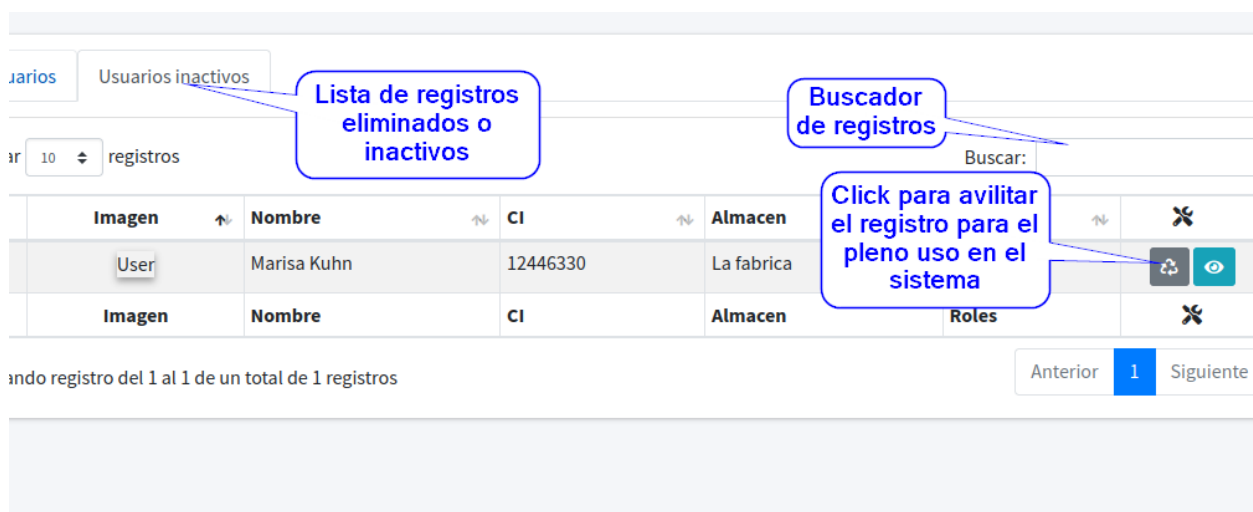 uarios Usuarios inactivos
Lista de registros
eliminados o
inactivos
Buscador
de registros
ar 10 registros
Buscar:
Click para avilitar
el registro para el
pleno uso en el
sistema
Imagen Nombre CI Almacen
User Marisa Kuhn 12446330 La fabrica
Imagen Nombre CI Almacen Roles
ando registro del 1 al 1 de un total de 1 registros
Anterior 1 Siguiente